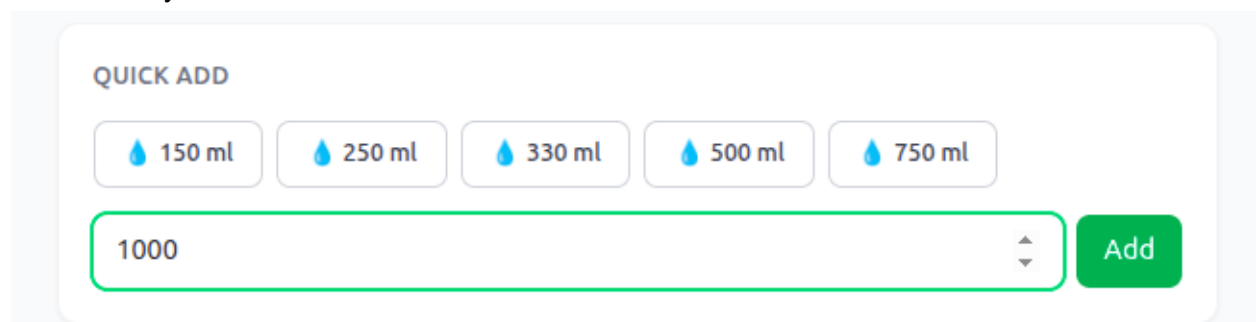 QUICK ADD
💧 150 ml 💧 250 ml 💧 330 ml 💧 500 ml 💧 750 ml
1000 Add